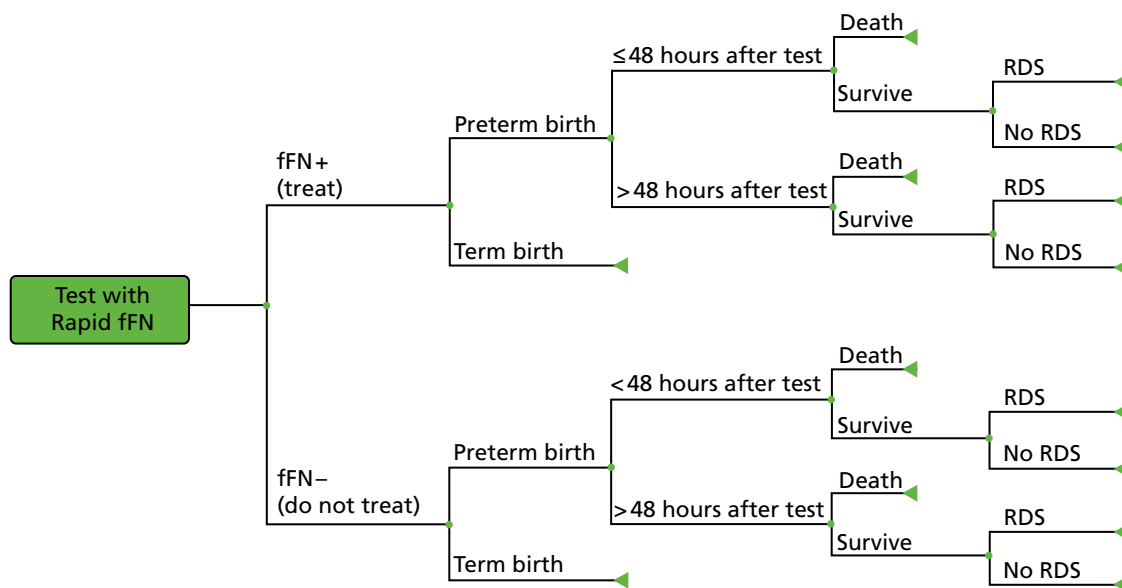 Death
≤48 hours after test
RDS
Survive
Preterm birth
No RDS
fFN+
(treat)
Death
>48 hours after test
RDS
Survive
Term birth
No RDS
Test with
Rapid fFN
Death
<48 hours after test
RDS
Survive
Preterm birth
No RDS
fFN–
(do not treat)
Death
>48 hours after test
RDS
Survive
Term birth
No RDS